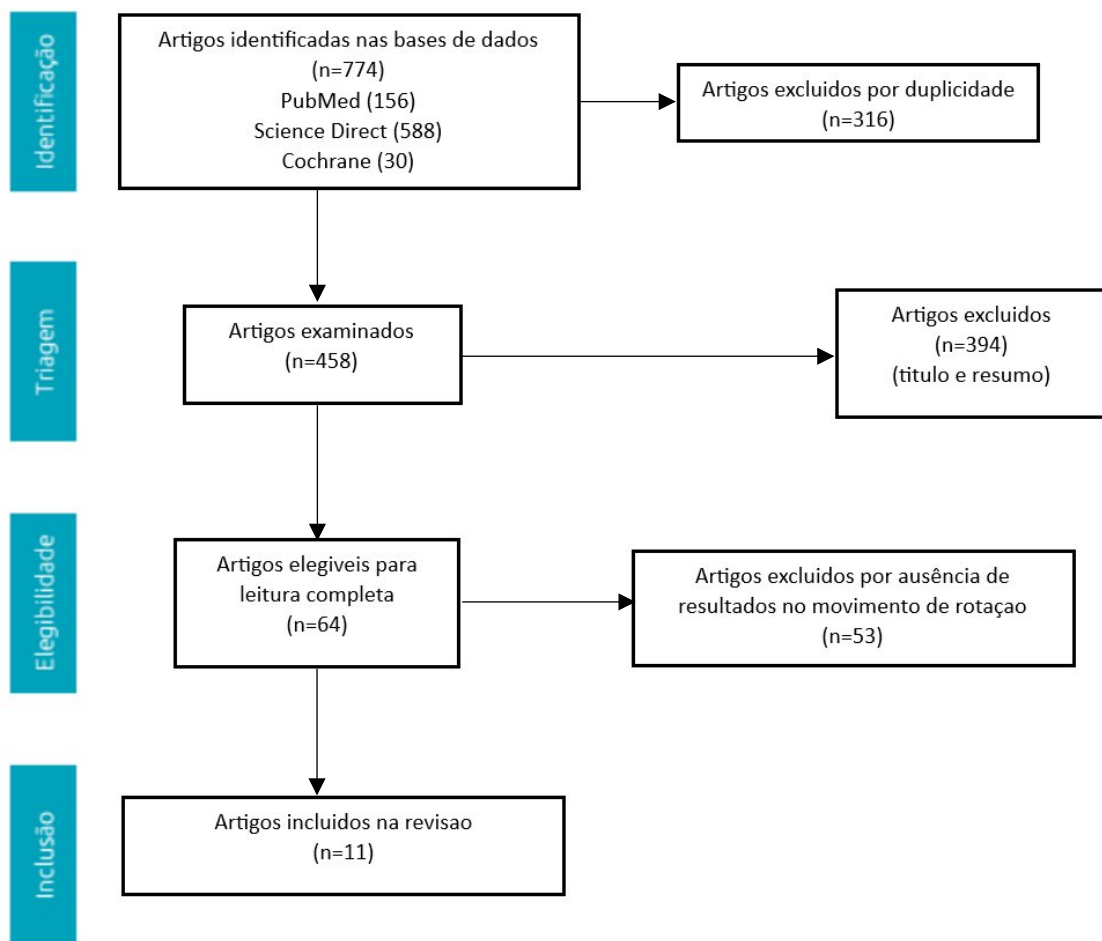 Identificação
Artigos identificadas nas bases de dados
(n=774)
PubMed (156)
Science Direct (588)
Cochrane (30)
Artigos excluidos por duplicidade
(n=316)
Triagem
Artigos examinados
(n=458)
Artigos excluidos
(n=394)
(titulo e resumo)
Elegibilidade
Artigos elegiveis para
leitura completa
(n=64)
Artigos excluidos por ausência de
resultados no movimento de rotaçao
(n=53)
Inclusão
Artigos incluidos na revisao
(n=11)